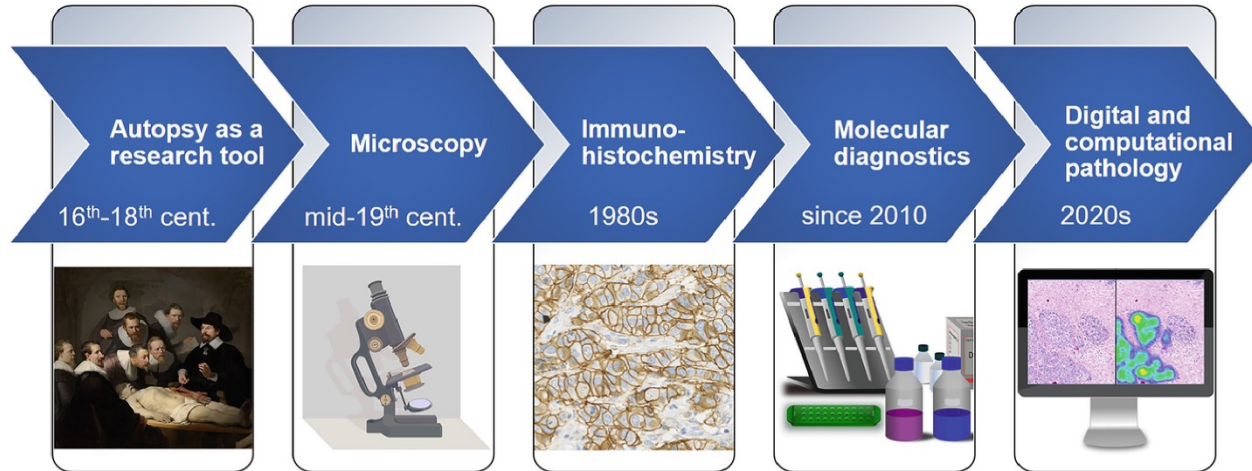 Autopsy as a
research tool
16th-18th cent.
Microscopy
mid-19th cent.
Immuno-
histochemistry
1980s
Molecular
diagnostics
since 2010
Digital and
computational
pathology
2020s